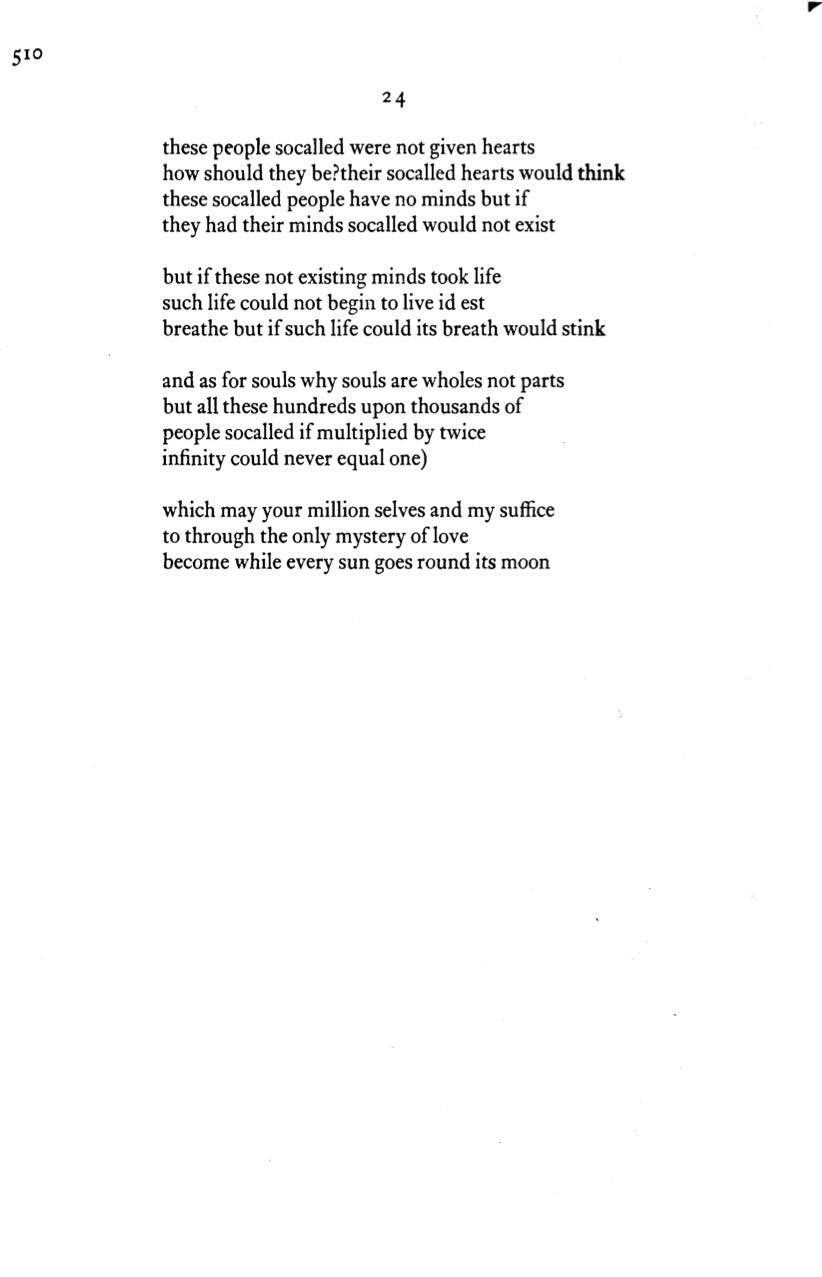 510
24
these people socalled were not given hearts
how should they be?their socalled hearts would think
these socalled people have no minds but if
they had their minds socalled would not exist
but if these not existing minds took life
such life could not begin to live id est
breathe but if such life could its breath would stink
and as for souls why souls are wholes not parts
but all these hundreds upon thousands of
people socalled if multiplied by twice
infinity could never equal one)
which may your million selves and my suffice
to through the only mystery of love
become while every sun goes round its moon